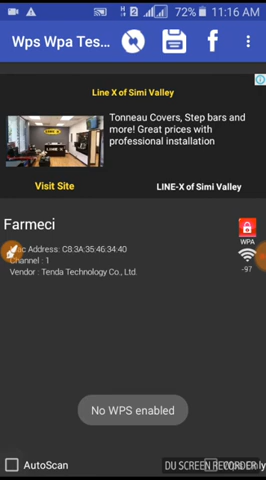 72% 11:16 AM
Wps Wpa Tes...
Line X of Simi Valley
Tonneau Covers, Step bars and
more! Great prices with
professional installation
Visit Site
LINE-X of Simi Valley
Farmeci
Mac Address: C8:3A:35:46:34:40
WPA
Channel : 1
-97
Vendor : Tenda Technology Co., Ltd.
No WPS enabled
AutoScan
DU SCREEN RECORDER
Only